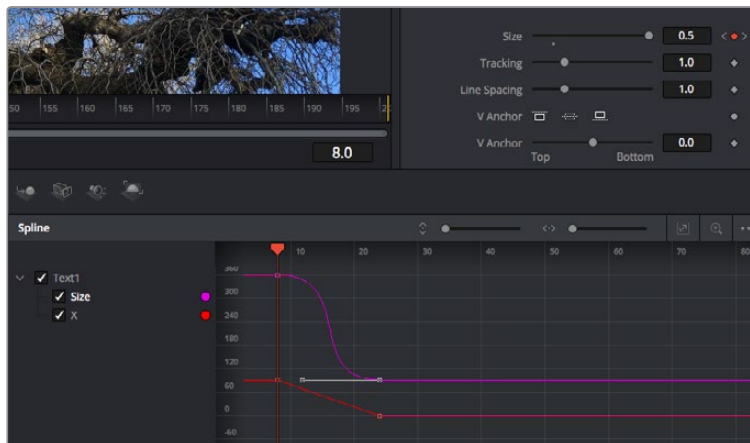 Size 0.5
Tracking 1.0
Line Spacing 1.0
V Anchor
V Anchor 0.0
Top Bottom
150 155 160 165 170 175 180 185 190 195
8.0
Spline
10 20 30 40 50 60 70 80
Text1
Size
X
360
300
240
180
120
60
0
-60